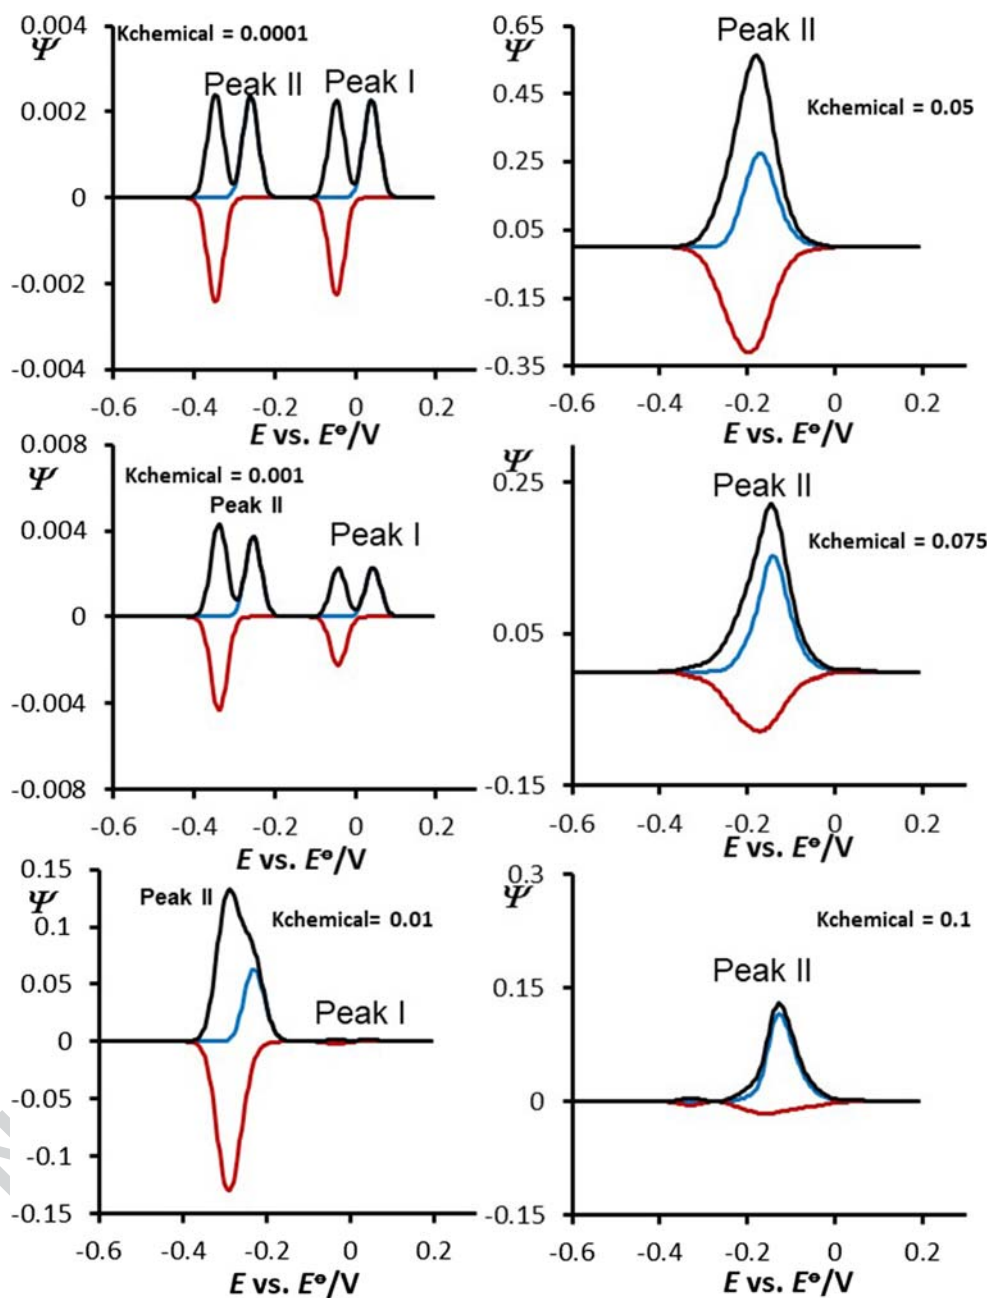 0.004
Ψ
Kchemical = 0.0001
Peak II
Peak I
0.002
0
-0.002
-0.004
-0.6
-0.4
-0.2
0
0.2
E vs. E°/V
0.65
Ψ
Peak II
0.45
Kchemical = 0.05
0.25
0.05
-0.15
-0.35
-0.6
-0.4
-0.2
0
0.2
E vs. E°/V
0.008
Ψ
Kchemical = 0.001
Peak II
Peak I
0.004
0
-0.004
-0.008
-0.6
-0.4
-0.2
0
0.2
E vs. E°/V
Ψ
0.25
Peak II
Kchemical = 0.075
0.05
-0.15
-0.6
-0.4
-0.2
0
0.2
E vs. E°/V
0.15
Ψ
Peak II
Kchemical= 0.01
0.1
0.05
Peak I
0
-0.05
-0.1
-0.15
-0.6
-0.4
-0.2
0
0.2
E vs. E°/V
0.3
Ψ
Kchemical = 0.1
Peak II
0.15
0
-0.15
-0.6
-0.4
-0.2
0
0.2
E vs. E°/V